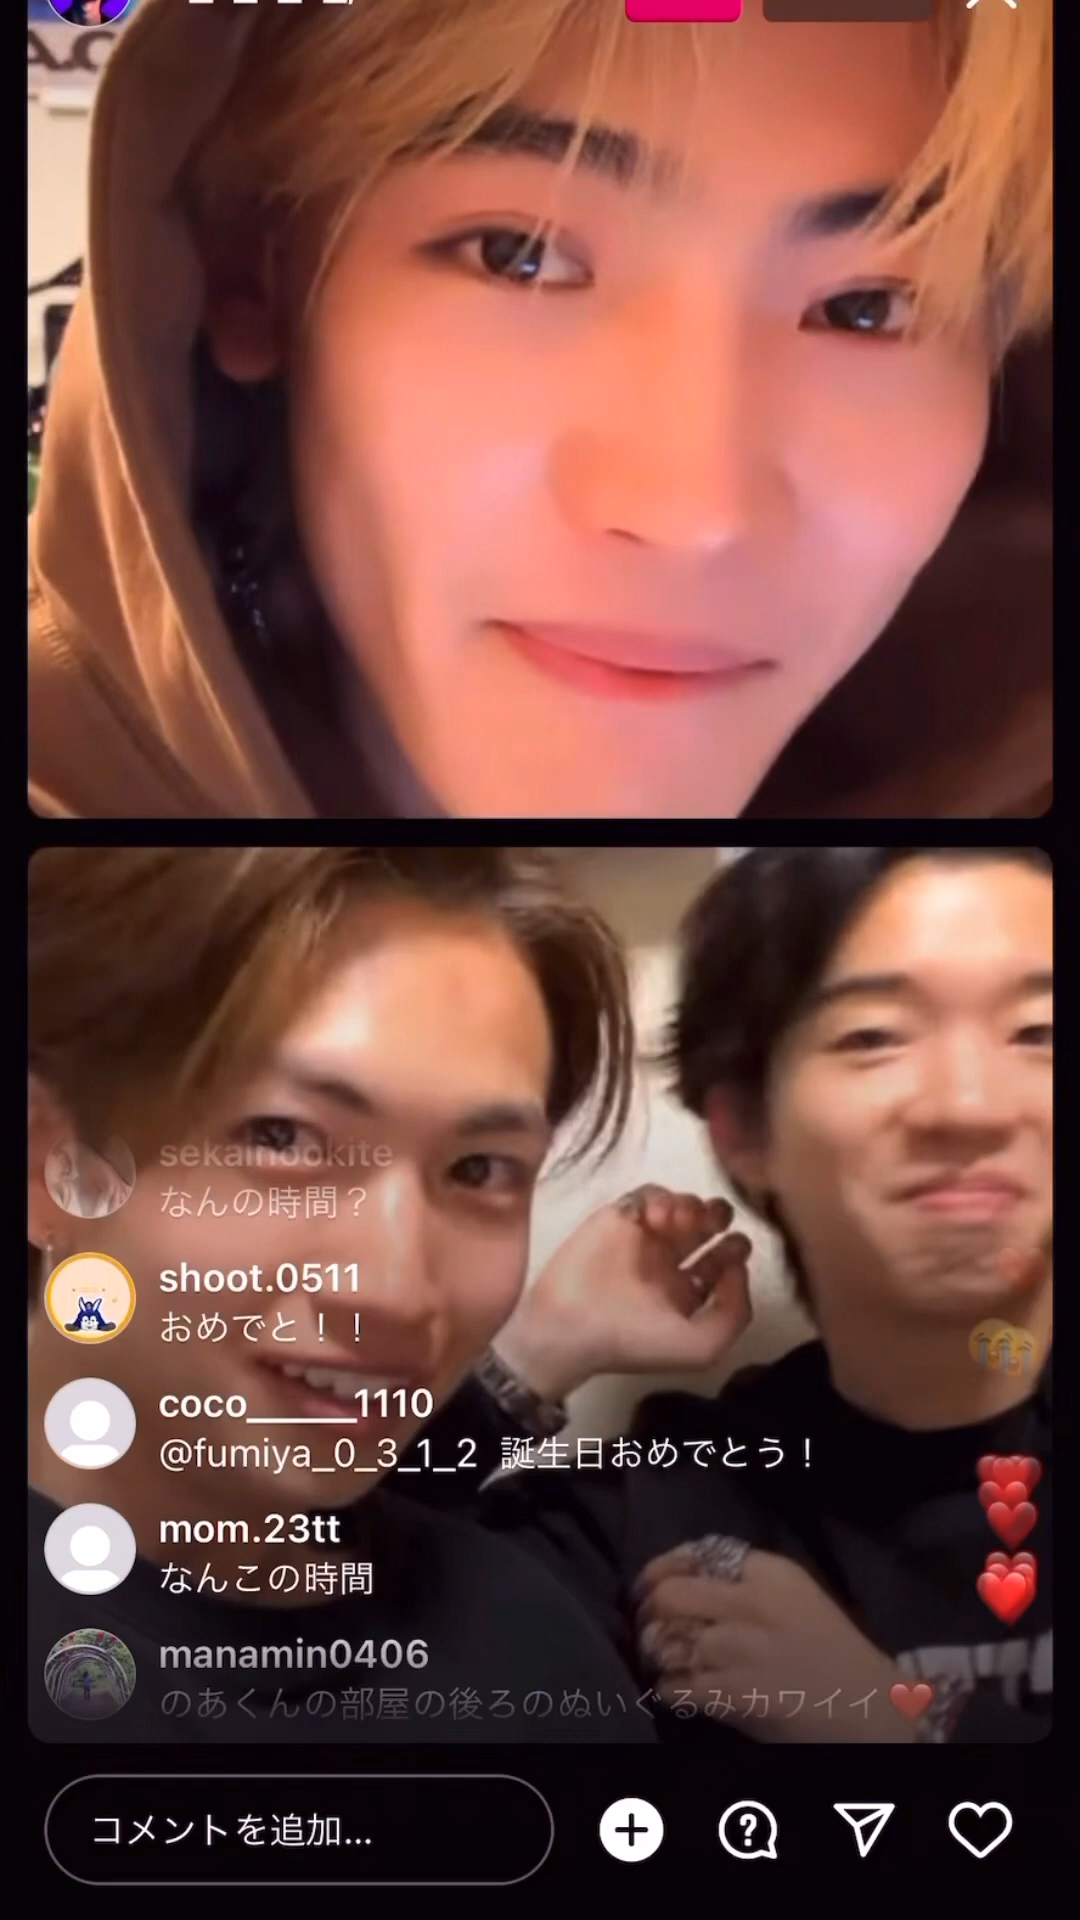 sekainookite
なんの時間？
shoot.0511
おめでと！！
coco______1110
@fumiya_0_3_1_2 誕生日おめでとう！
mom.23tt
なんこの時間
manamin0406
のあくんの部屋の後ろのぬいぐるみカワイイ❤️
コメントを追加...